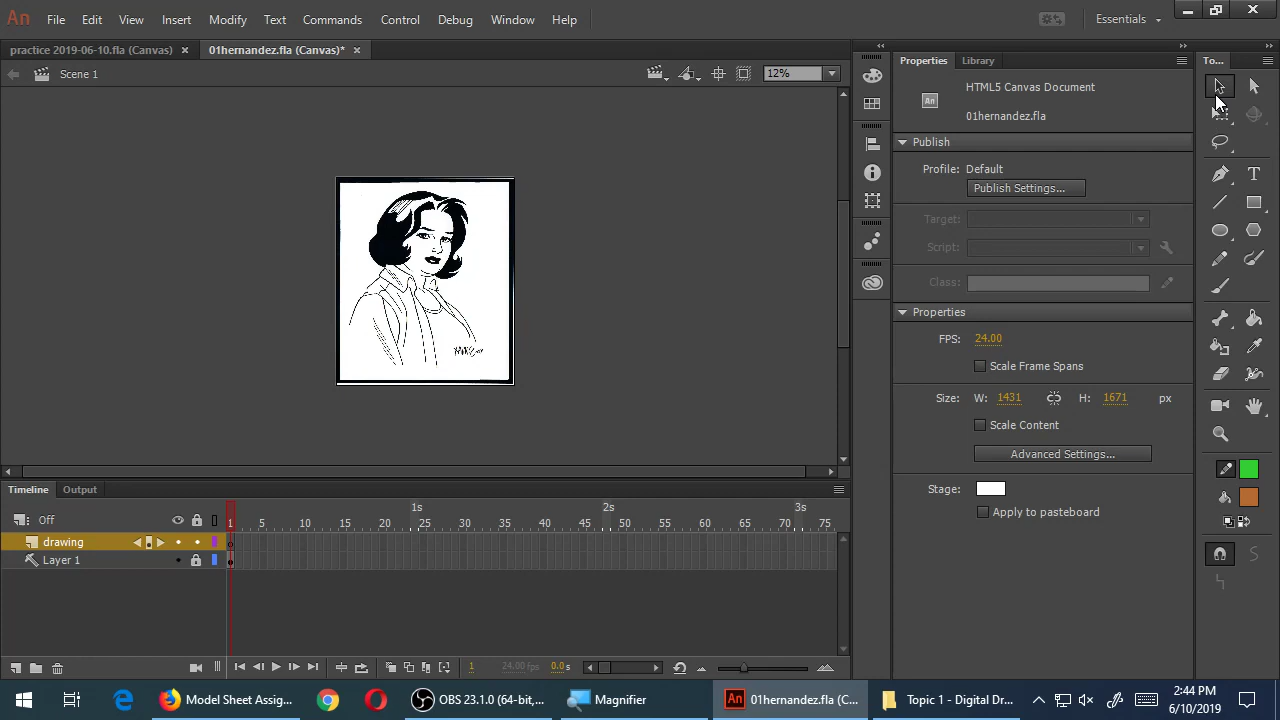 An File Edit View Insert Modify Text Commands Control Debug Window Help Essentials
practice 2019-06-10.fla (Canvas) × 01hernandez.fla (Canvas)* ×
Scene 1 12%
Properties Library To...
HTML5 Canvas Document
An 01hernandez.fla
Publish
Profile: Default
Publish Settings...
Target:
Script:
Class:
Properties
FPS: 24.00
Scale Frame Spans
Size: W: 1431 H: 1671 px
Scale Content
Advanced Settings...
Stage:
Apply to pasteboard
Timeline Output
1s 2s 3s
Off 1 5 10 15 20 25 30 35 40 45 50 55 60 65 70 75
drawing
Layer 1
1 24.00 fps 0.0 s
Model Sheet Assig... OBS 23.1.0 (64-bit,... Magnifier An 01hernandez.fla (C... Topic 1 - Digital Dr...
2:44 PM
6/10/2019